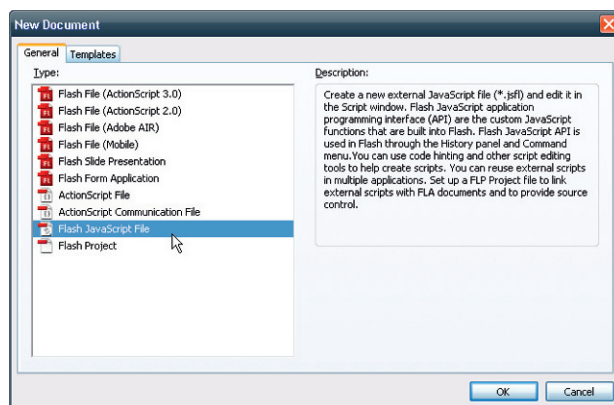 New Document
General Templates
Type:
Flash File (ActionScript 3.0)
Flash File (ActionScript 2.0)
Flash File (Adobe AIR)
Flash File (Mobile)
Flash Slide Presentation
Flash Form Application
ActionScript File
ActionScript Communication File
Flash JavaScript File
Flash Project
Description:
Create a new external JavaScript file (*.jsfl) and edit it in
the Script window. Flash JavaScript application
programming interface (API) are the custom JavaScript
functions that are built into Flash. Flash JavaScript API is
used in Flash through the History panel and Command
menu.You can use code hinting and other script editing
tools to help create scripts. You can reuse external scripts
in multiple applications. Set up a FLP Project file to link
external scripts with FLA documents and to provide source
control.
OK Cancel